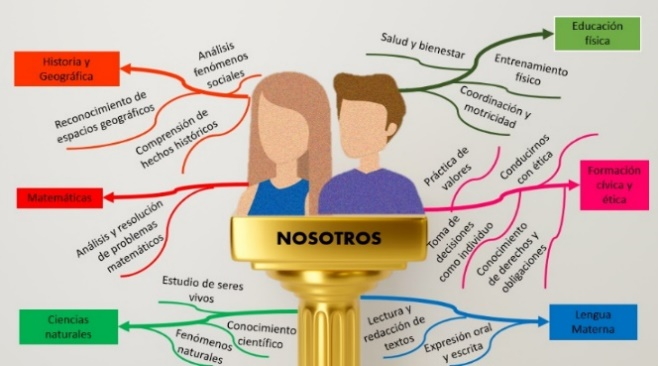 Historia y
Geográfica
Análisis
fenómenos
sociales
Reconocimiento de
espacios geográficos
Comprensión de
hechos históricos
Matemáticas
Análisis y resolución
de problemas
matemáticos
Ciencias
naturales
Estudio de seres
vivos
Conocimiento
científico
Fenómenos
naturales
NOSOTROS
Educación
física
Salud y bienestar
Entrenamiento
físico
Coordinación y
motricidad
Formación
cívica y
ética
Práctica de
valores
Conducirnos
con ética
Toma de
decisiones
como individuo
Conocimiento
de derechos y
obligaciones
Lengua
Materna
Lectura y
redacción de
textos
Expresión oral
y escrita